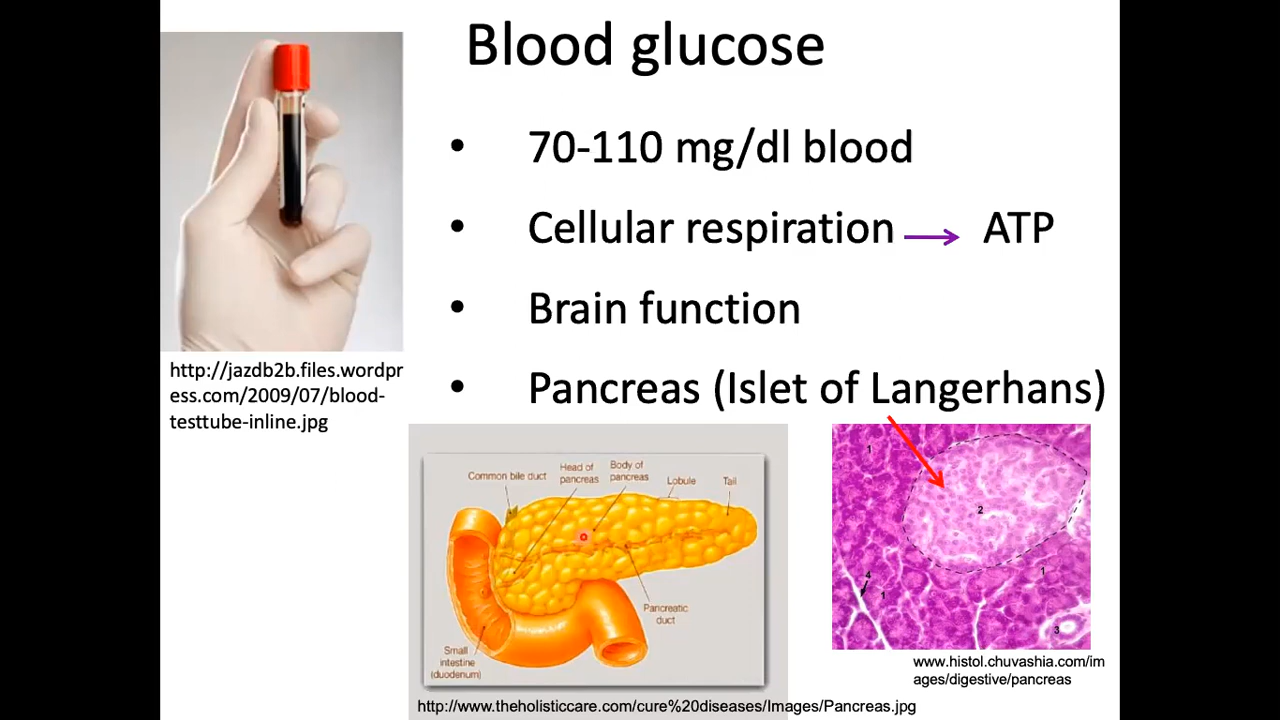 Blood glucose
• 70-110 mg/dl blood
• Cellular respiration → ATP
• Brain function
• Pancreas (Islet of Langerhans)
http://jazdb2b.files.wordpr
ess.com/2009/07/blood-
testtube-inline.jpg
Common bile duct
Head of
pancreas
Body of
pancreas
Lobule
Tail
Pancreatic
duct
Small
intestine
(duodenum)
1
2
1
4
1
3
www.histol.chuvashia.com/im
ages/digestive/pancreas
http://www.theholisticcare.com/cure%20diseases/Images/Pancreas.jpg